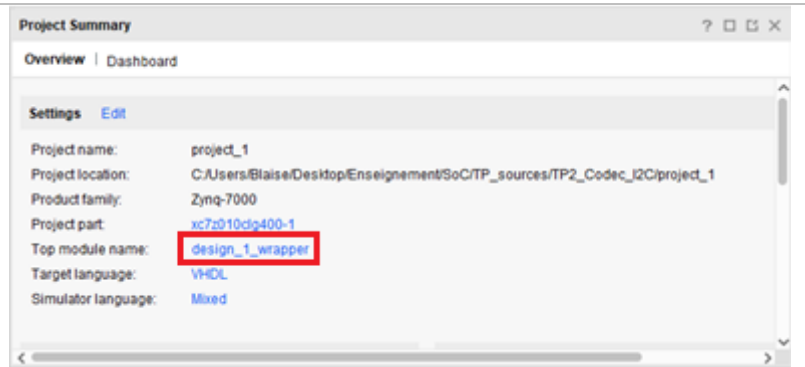 Project Summary
Overview | Dashboard
Settings Edit
Project name: project_1
Project location: C:/Users/Blaise/Desktop/Enseignement/SoC/TP_sources/TP2_Codec_I2C/project_1
Product family: Zynq-7000
Project part: xc7z010clg400-1
Top module name: design_1_wrapper
Target language: VHDL
Simulator language: Mixed